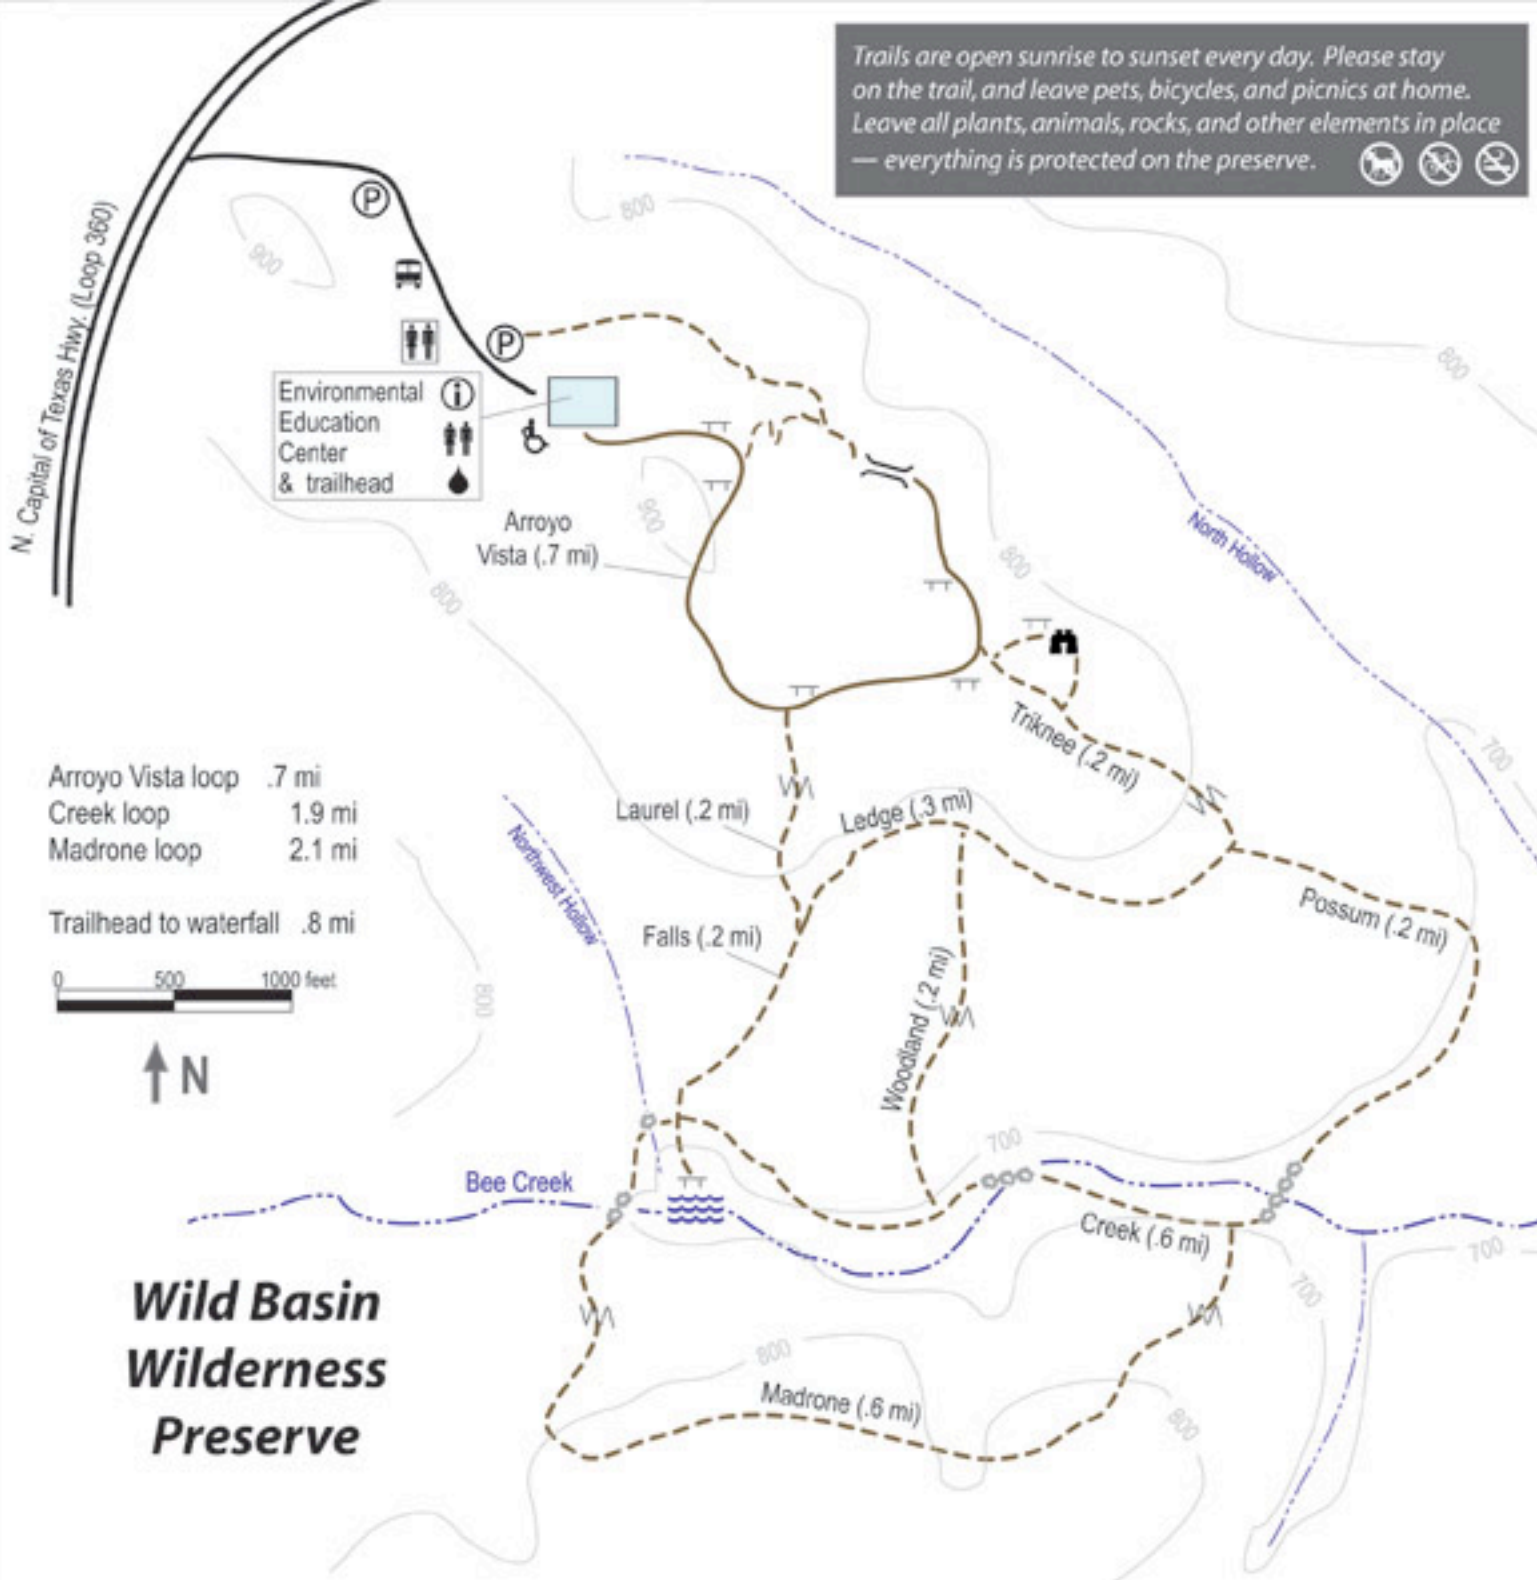 Trails are open sunrise to sunset every day. Please stay
on the trail, and leave pets, bicycles, and picnics at home.
Leave all plants, animals, rocks, and other elements in place
— everything is protected on the preserve.
N. Capital of Texas Hwy. (Loop 360)
P
900
800
800
P
Environmental
Education
Center
& trailhead
i
900
Arroyo
Vista (.7 mi)
North Hollow
800
800
Triknee (.2 mi)
700
Arroyo Vista loop .7 mi
Creek loop 1.9 mi
Madrone loop 2.1 mi
Trailhead to waterfall .8 mi
0 500 1000 feet
N
Laurel (.2 mi)
Ledge (.3 mi)
Northwest Hollow
Falls (.2 mi)
Possum (.2 mi)
800
Woodland (.2 mi)
700
Bee Creek
Creek (.6 mi)
700
700
Wild Basin
Wilderness
Preserve
800
Madrone (.6 mi)
800